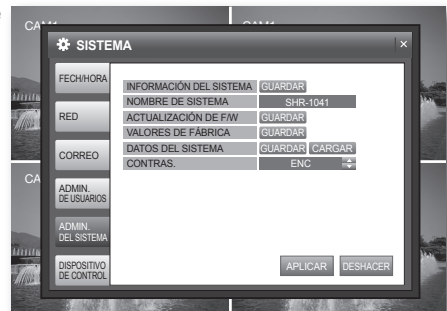 CAM1
SISTEMA
×
FECH/HORA
RED
CORREO
ADMIN.
DE USUARIOS
ADMIN.
DEL SISTEMA
DISPOSITIVO
DE CONTROL
INFORMACIÓN DEL SISTEMA GUARDAR
NOMBRE DE SISTEMA SHR-1041
ACTUALIZACIÓN DE F/W GUARDAR
VALORES DE FÁBRICA GUARDAR
DATOS DEL SISTEMA GUARDAR CARGAR
CONTRAS. ENC
APLICAR DESHACER